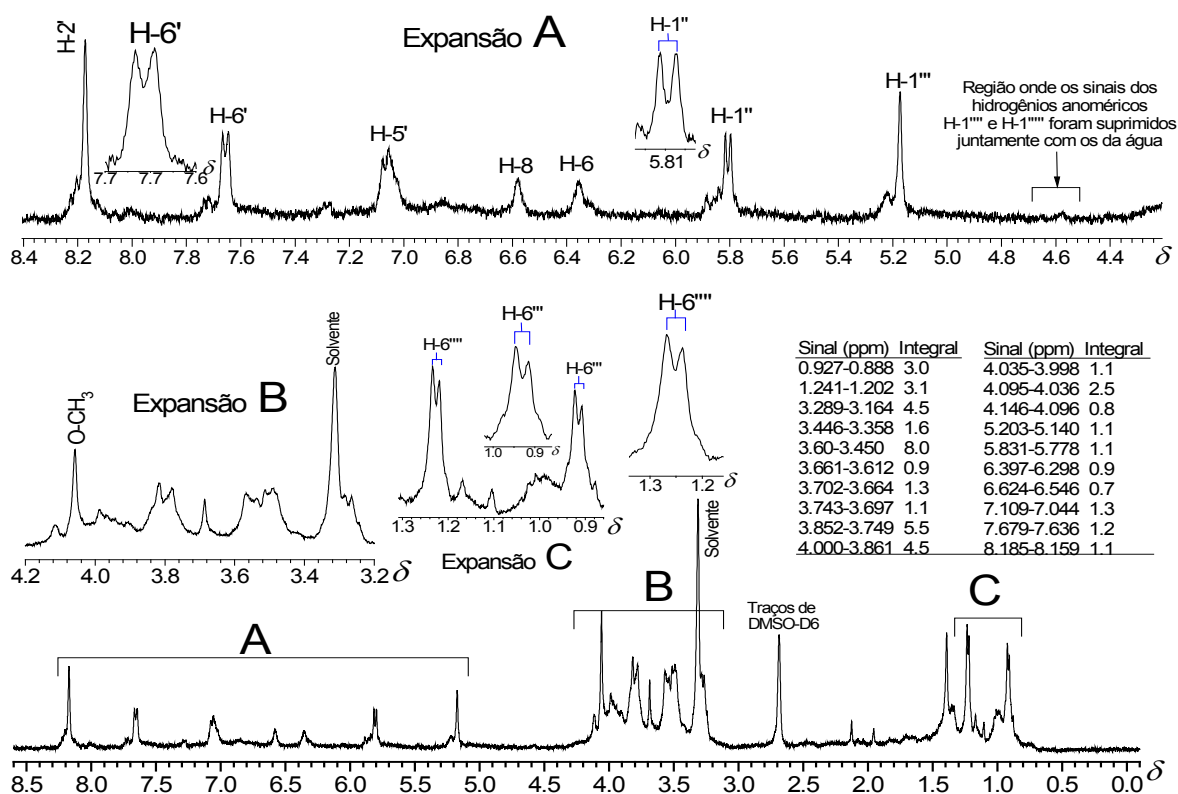 Expansão A
H-2'
H-6'
7.7 7.7 7.6 δ
H-6'
H-5'
H-8
H-6
H-1"
5.81 δ
H-1"
H-1'"
Região onde os sinais dos
hidrogênios anoméricos
H-1"" e H-1""' foram suprimidos
juntamente com os da água
8.4 8.2 8.0 7.8 7.6 7.4 7.2 7.0 6.8 6.6 6.4 6.2 6.0 5.8 5.6 5.4 5.2 5.0 4.8 4.6 4.4 δ
Expansão B
O-CH3
Solvente
4.2 4.0 3.8 3.6 3.4 3.2 δ
H-6""
H-6'"
1.0 0.9 δ
H-6'"
1.3 1.2 1.1 1.0 0.9 δ
Expansão C
H-6""
1.3 1.2 δ
Sinal (ppm) Integral Sinal (ppm) Integral
0.927-0.888 3.0 4.035-3.998 1.1
1.241-1.202 3.1 4.095-4.036 2.5
3.289-3.164 4.5 4.146-4.096 0.8
3.446-3.358 1.6 5.203-5.140 1.1
3.60-3.450 8.0 5.831-5.778 1.1
3.661-3.612 0.9 6.397-6.298 0.9
3.702-3.664 1.3 6.624-6.546 0.7
3.743-3.697 1.1 7.109-7.044 1.3
3.852-3.749 5.5 7.679-7.636 1.2
4.000-3.861 4.5 8.185-8.159 1.1
A
B
Solvente
Traços de
DMSO-D6
C
8.5 8.0 7.5 7.0 6.5 6.0 5.5 5.0 4.5 4.0 3.5 3.0 2.5 2.0 1.5 1.0 0.5 0.0 δ